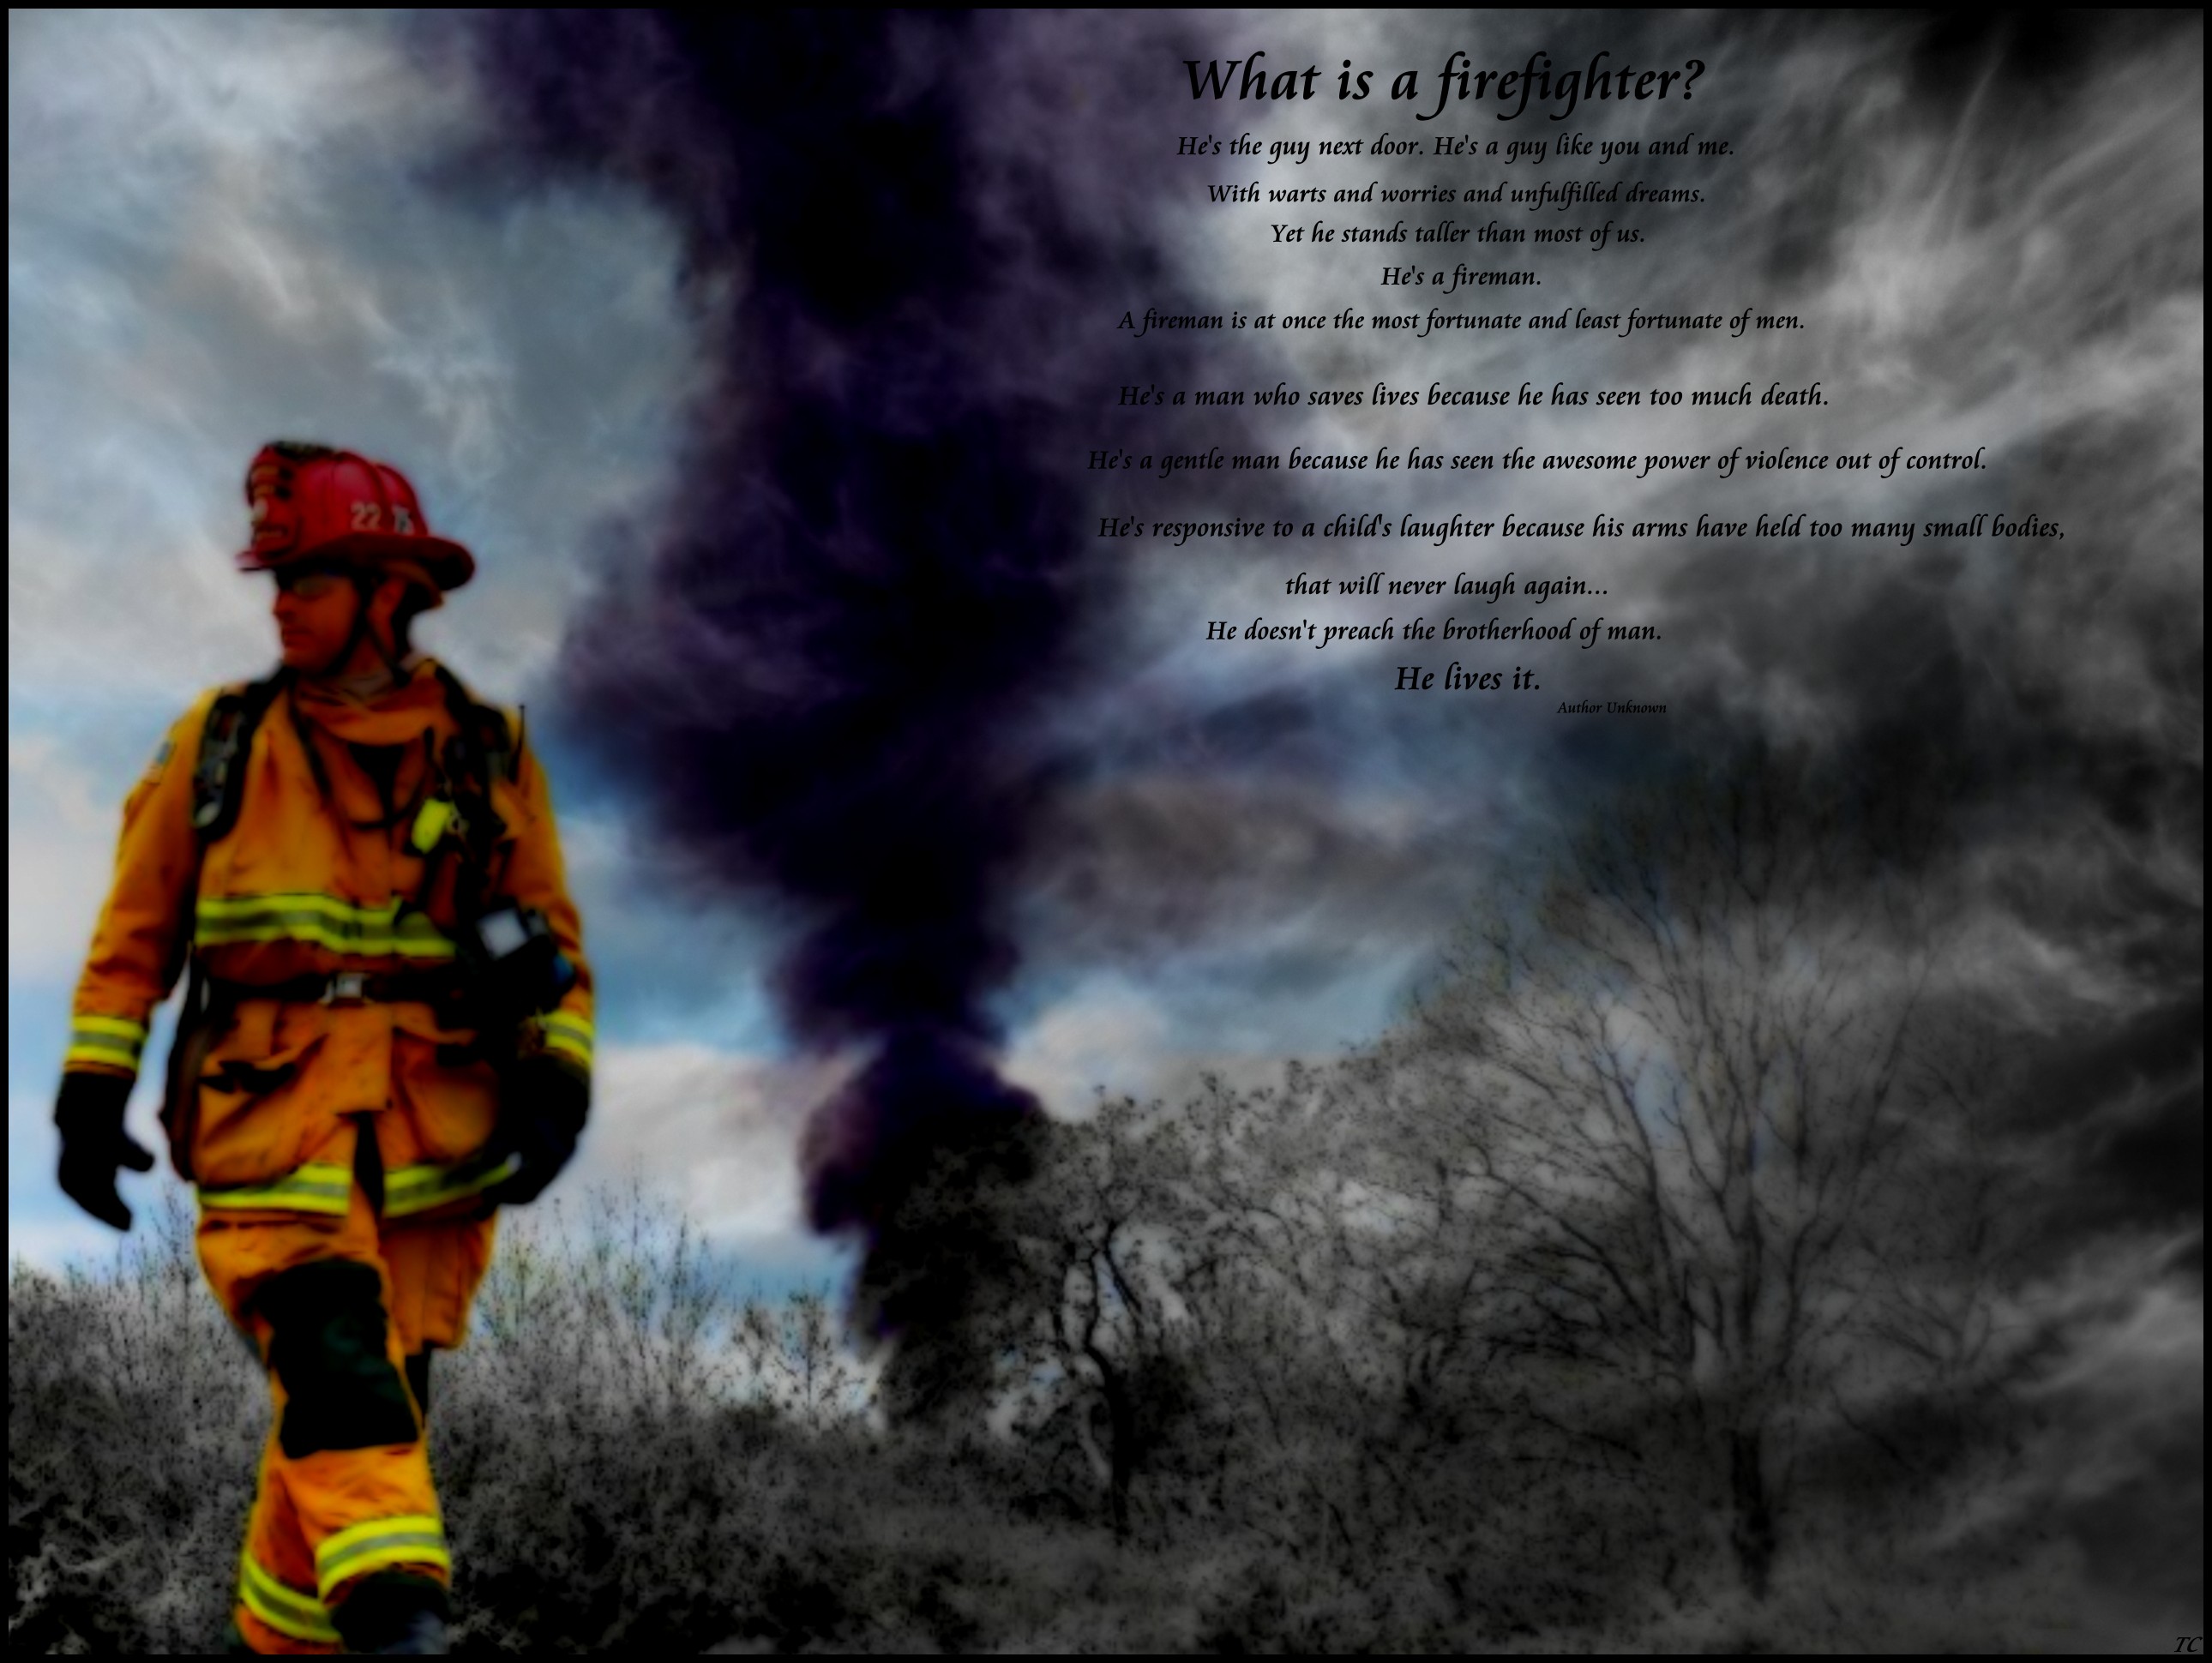 What is a firefighter?
He's the guy next door. He's a guy like you and me.
With warts and worries and unfulfilled dreams.
Yet he stands taller than most of us.
He's a fireman.
A fireman is at once the most fortunate and least fortunate of men.
He's a man who saves lives because he has seen too much death.
He's a gentle man because he has seen the awesome power of violence out of control.
He's responsive to a child's laughter because his arms have held too many small bodies,
that will never laugh again...
He doesn't preach the brotherhood of man.
He lives it.
Author Unknown
22
TC